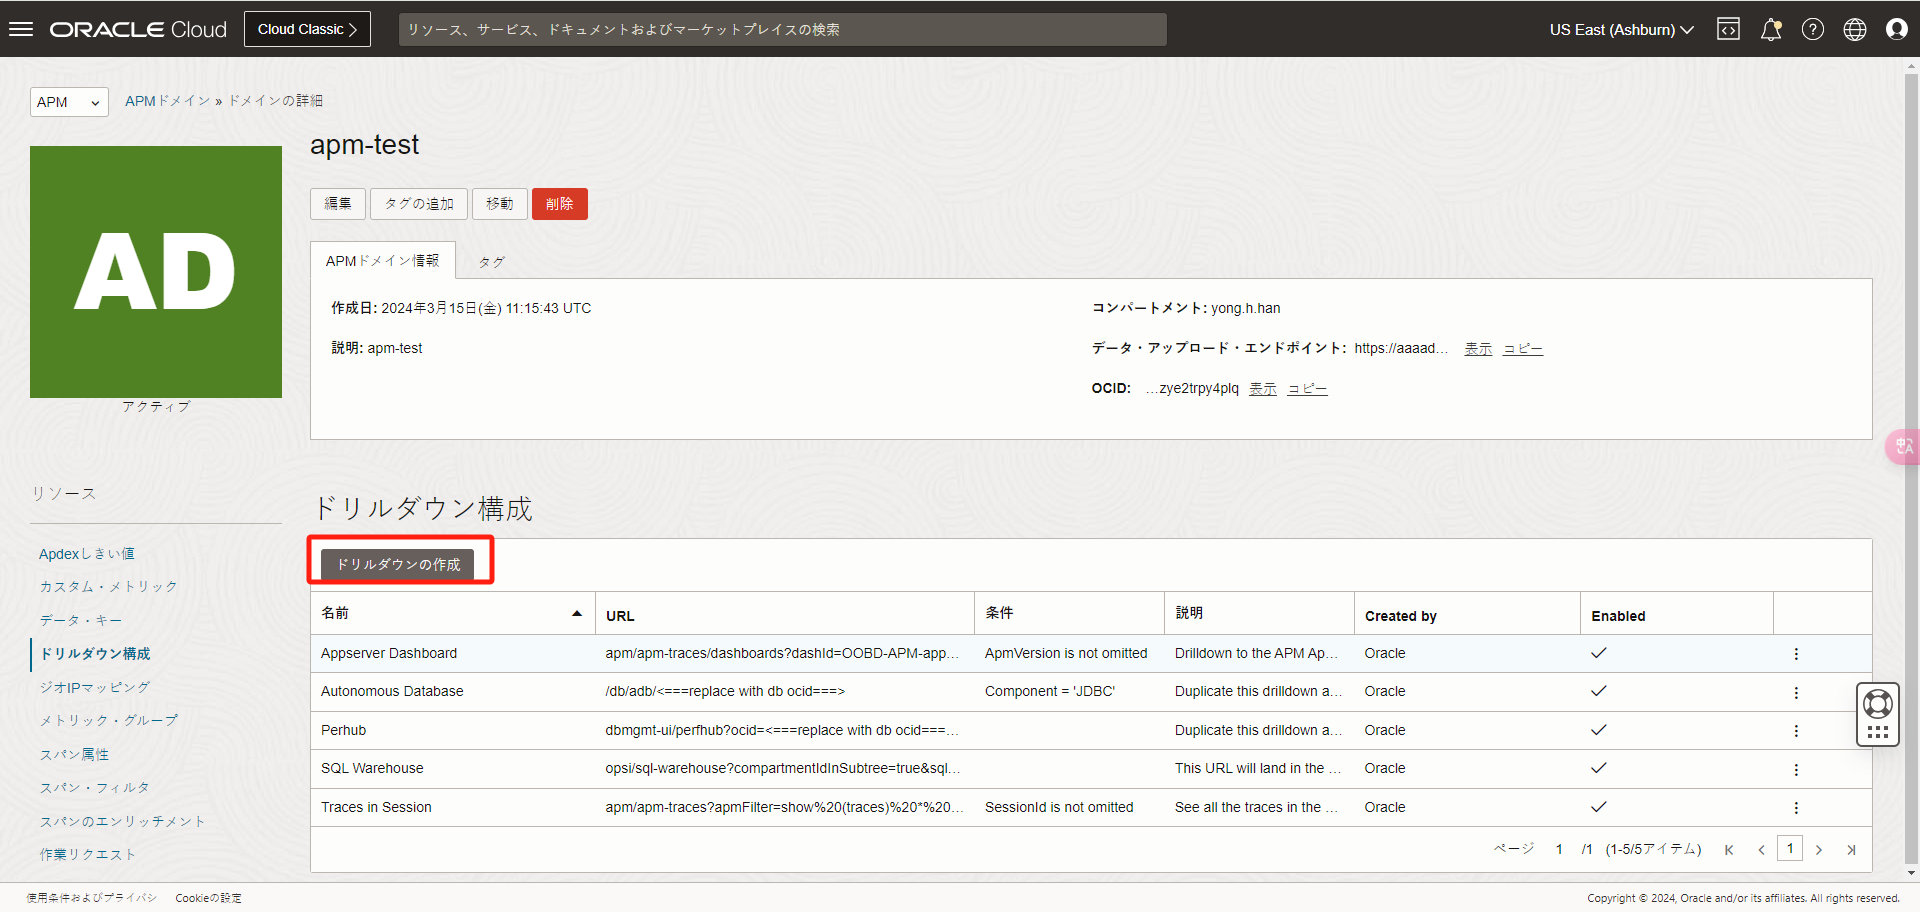 ORACLE Cloud
Cloud Classic
リソース、サービス、ドキュメントおよびマーケットプレイスの検索
US East (Ashburn)
APM
APMドメイン » ドメインの詳細
apm-test
AD
アクティブ
編集
タグの追加
移動
削除
APMドメイン情報
タグ
作成日: 2024年3月15日(金) 11:15:43 UTC
説明: apm-test
コンパートメント: yong.h.han
データ・アップロード・エンドポイント: https://aaaad... 表示 コピー
OCID: ...zye2trpy4plq 表示 コピー
リソース
Apdexしきい値
カスタム・メトリック
データ・キー
ドリルダウン構成
ジオIPマッピング
メトリック・グループ
スパン属性
スパン・フィルタ
スパンのエンリッチメント
作業リクエスト
ドリルダウン構成
ドリルダウンの作成
名前 URL 条件 説明 Created by Enabled
Appserver Dashboard apm/apm-traces/dashboards?dashId=OOBD-APM-app... ApmVersion is not omitted Drilldown to the APM Ap... Oracle
Autonomous Database /db/adb/<===replace with db ocid===> Component = 'JDBC' Duplicate this drilldown a... Oracle
Perhub dbmgmt-ui/perfhub?ocid=<===replace with db ocid===... Duplicate this drilldown a... Oracle
SQL Warehouse opsi/sql-warehouse?compartmentIdInSubtree=true&sql... This URL will land in the ... Oracle
Traces in Session apm/apm-traces?apmFilter=show%20(traces)%20*%20... SessionId is not omitted See all the traces in the ... Oracle
ページ 1 /1 (1-5/5アイテム) 1
使用条件およびプライバシ
Cookieの設定
Copyright © 2024, Oracle and/or its affiliates. All rights reserved.